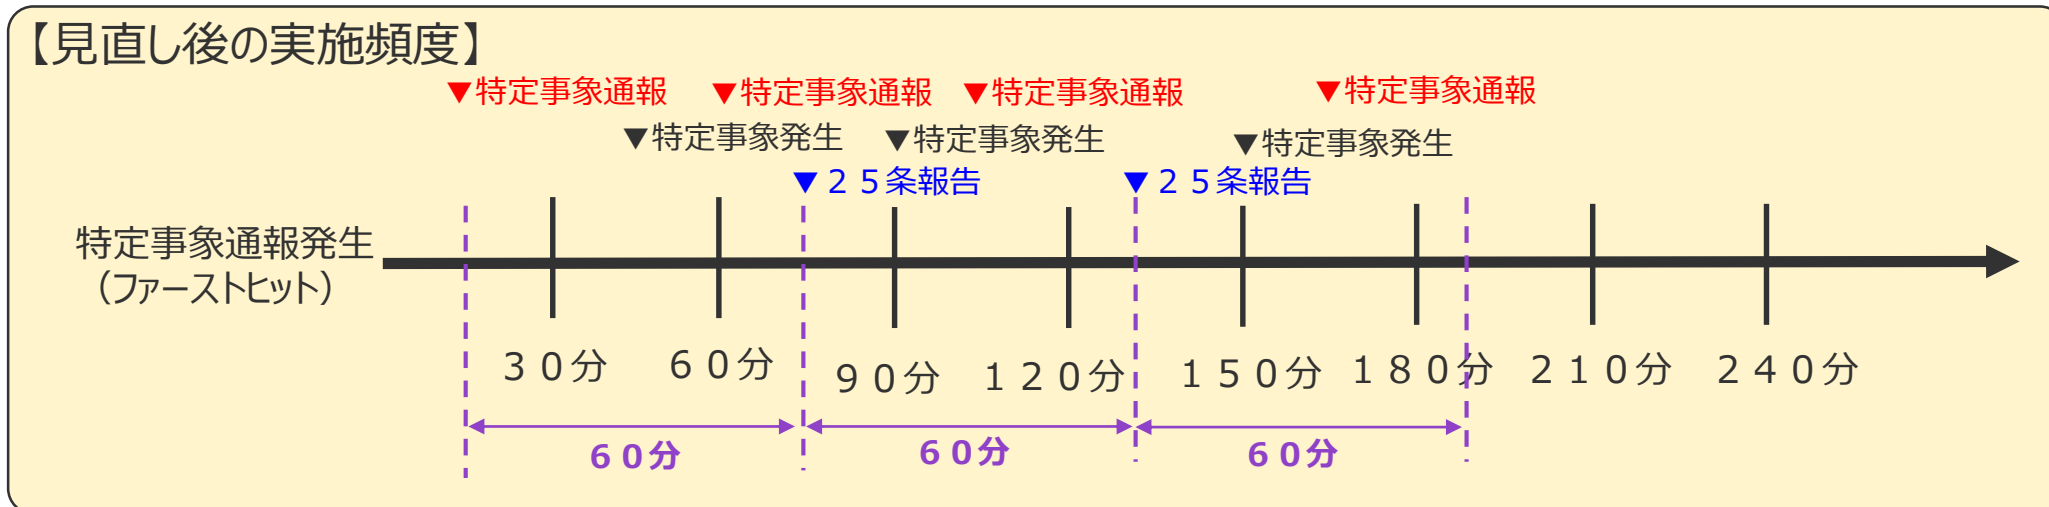 【見直し後の実施頻度】
▼特定事象通報 ▼特定事象通報 ▼特定事象通報 ▼特定事象通報
▼特定事象発生 ▼特定事象発生 ▼特定事象発生
▼２５条報告 ▼２５条報告
特定事象通報発生
（ファーストヒット）
３０分 ６０分 ９０分 １２０分 １５０分 １８０分 ２１０分 ２４０分
６０分 ６０分 ６０分